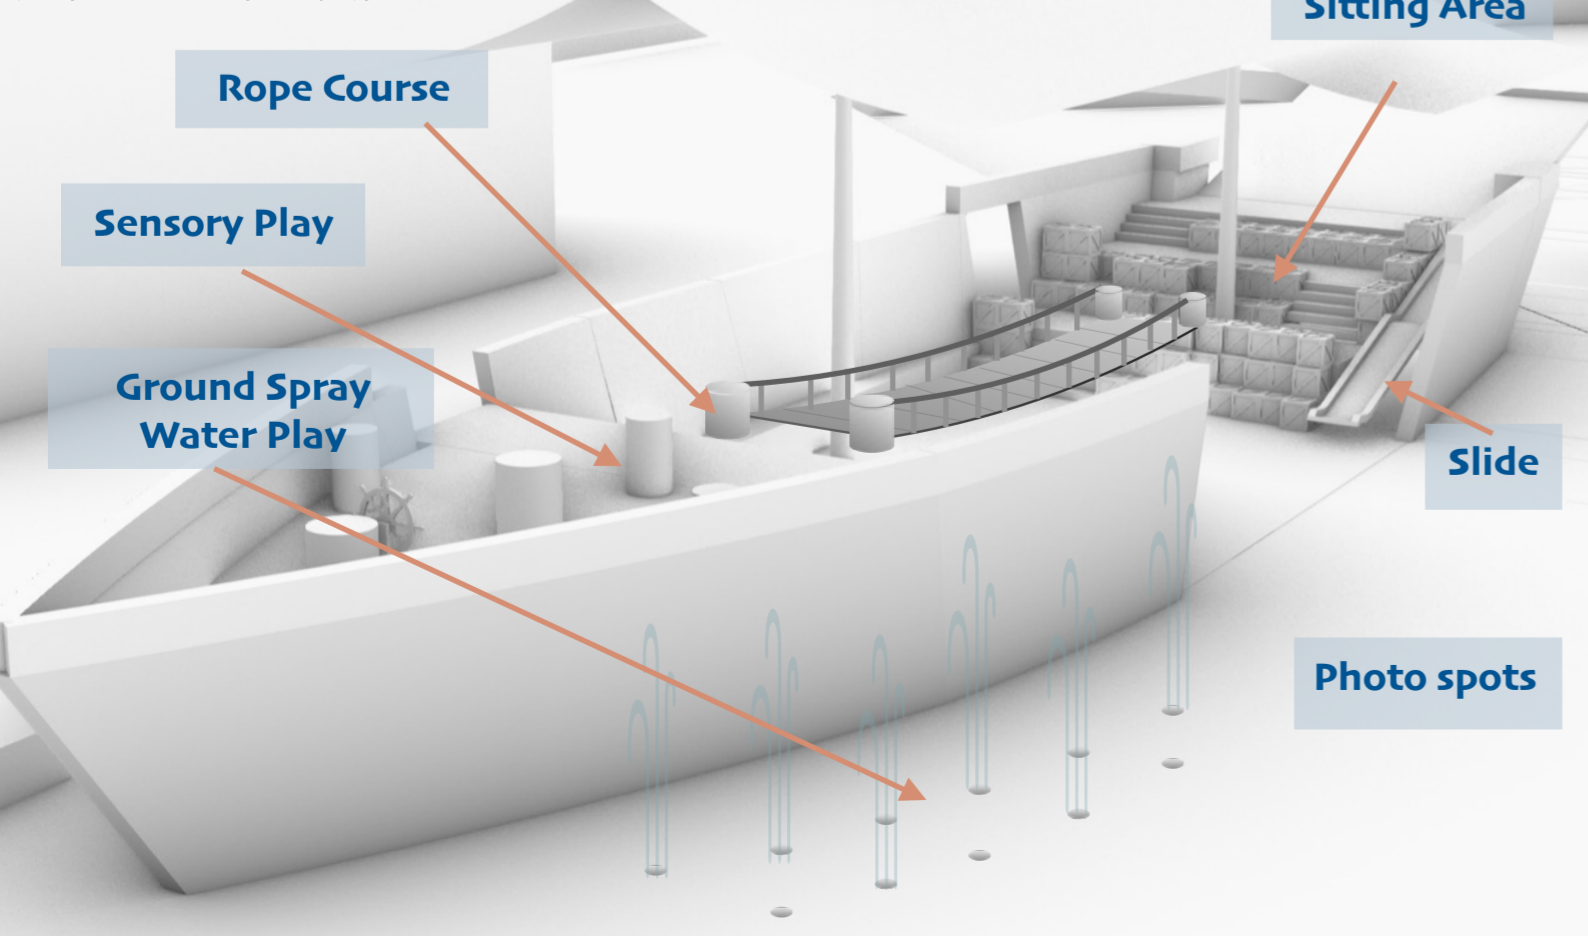 Sitting Area
Rope Course
Sensory Play
Ground Spray
Water Play
Slide
Photo spots